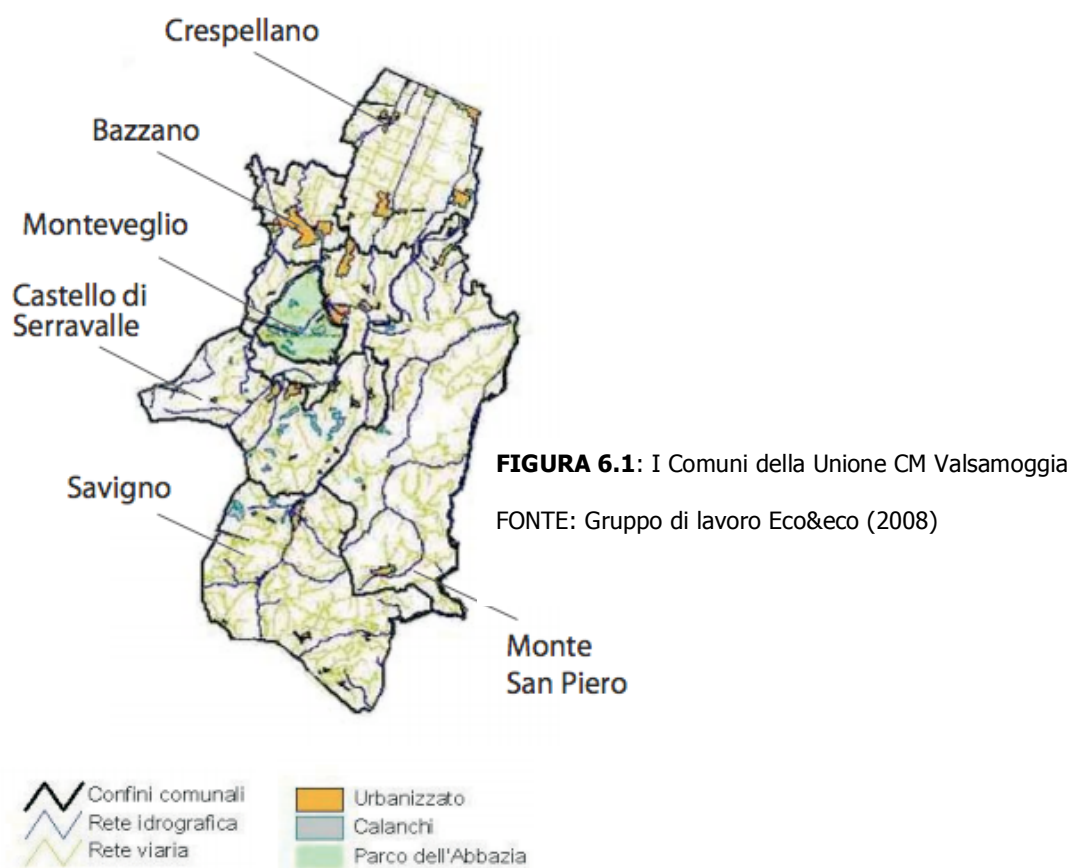 Crespellano
Bazzano
Monteveglio
Castello di
Serravalle
FIGURA 6.1: I Comuni della Unione CM Valsamoggia
Savigno
FONTE: Gruppo di lavoro Eco&eco (2008)
Monte
San Piero
Confini comunali
Rete idrografica
Rete viaria
Urbanizzato
Calanchi
Parco dell'Abbazia